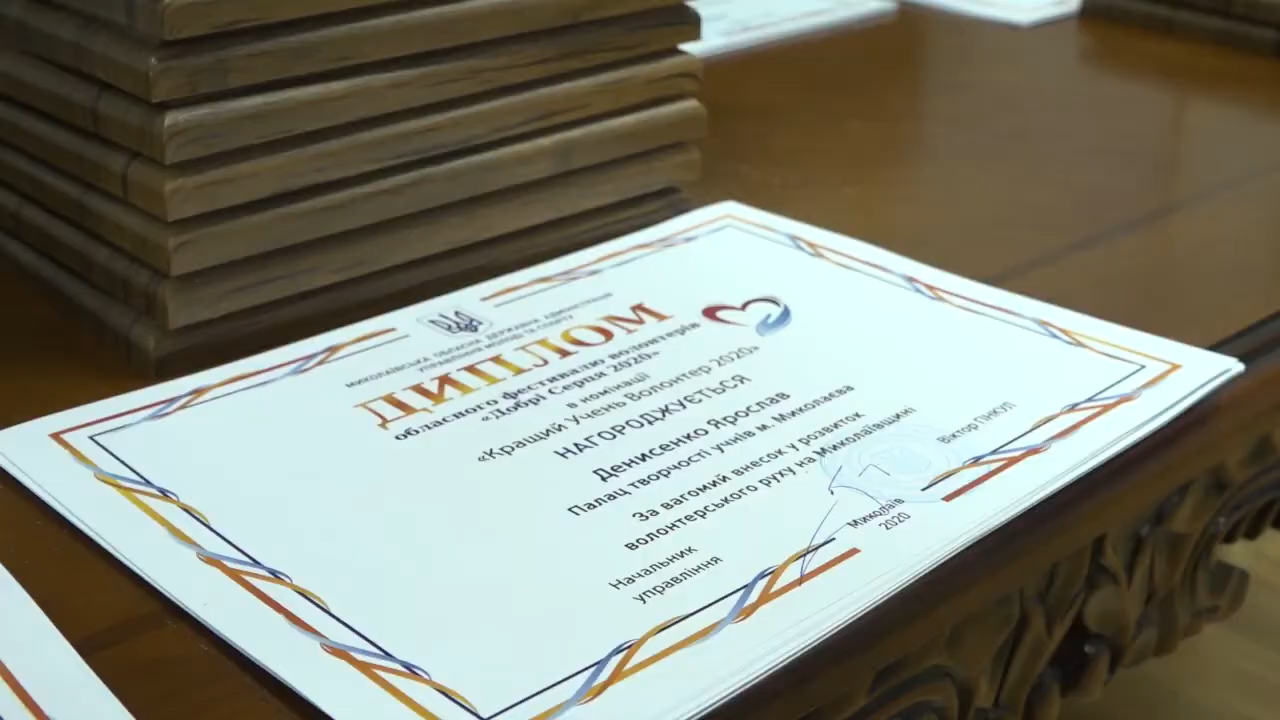 МИКОЛАЇВСЬКА ОБЛАСНА ДЕРЖАВНА АДМІНІСТРАЦІЯ
УПРАВЛІННЯ МОЛОДІ ТА СПОРТУ
ДИПЛОМ
обласного фестивалю волонтерів
«Добрі Серця 2020»
в номінації
«Кращий Учень Волонтер 2020»
НАГОРОДЖУЄТЬСЯ
Денисенко Ярослав
Палац творчості учнів м. Миколаєва
За вагомий внесок у розвиток
волонтерського руху на Миколаївщині
Начальник
управління
Віктор ГІНКУЛ
Миколаїв
2020